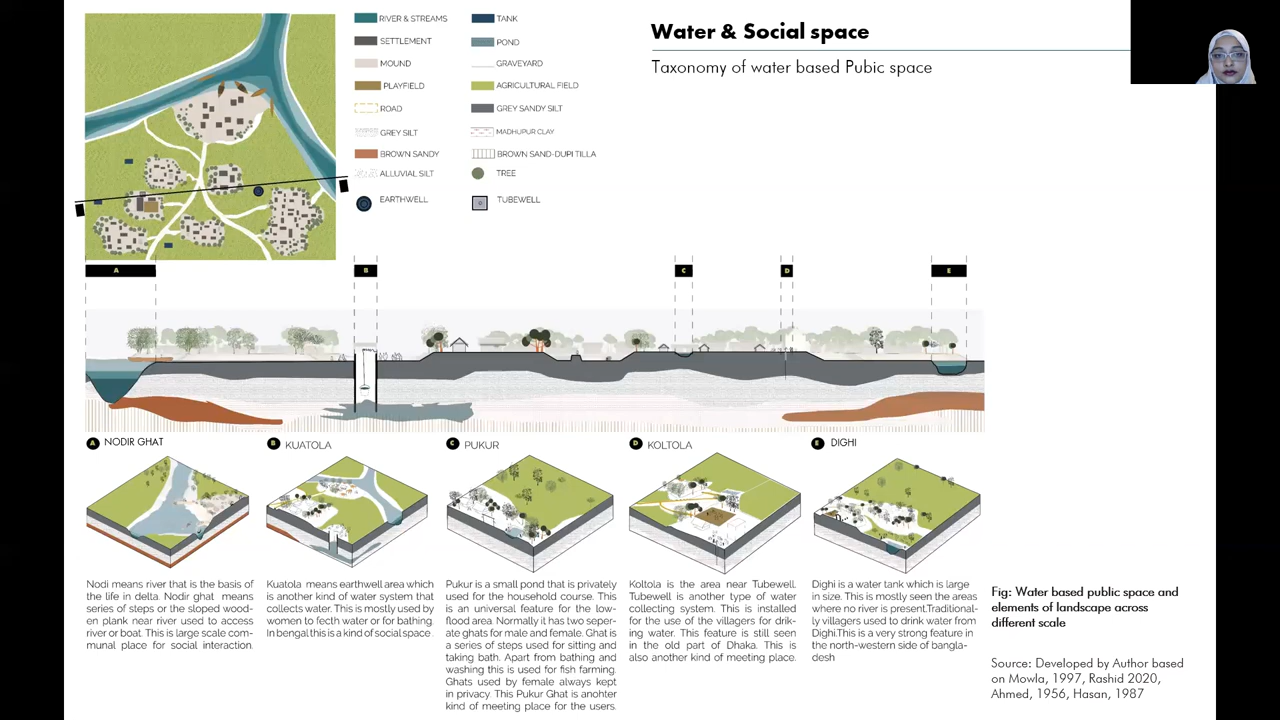 Water & Social space
Taxonomy of water based Pubic space
RIVER & STREAMS
TANK
SETTLEMENT
POND
MOUND
GRAVEYARD
PLAYFIELD
AGRICULTURAL FIELD
ROAD
GREY SANDY SILT
GREY SILT
MADHUPUR CLAY
BROWN SANDY
BROWN SAND-DUPI TILLA
ALLUVIAL SILT
TREE
EARTHWELL
TUBEWELL
A
B
C
D
E
A NODIR GHAT
Nodi means river that is the basis of
the life in delta. Nodir ghat means
series of steps or the sloped wood-
en plank near river used to access
river or boat. This is large scale com-
munal place for social interaction.
B KUATOLA
Kuatola means earthwell area which
is another kind of water system that
collects water. This is mostly used by
women to fecth water or for bathing.
In bengal this is a kind of social space
C PUKUR
Pukur is a small pond that is privately
used for the household course. This
is an universal feature for the low-
flood area. Normally it has two seper-
ate ghats for male and female. Ghat is
a series of steps used for sitting and
taking bath. Apart from bathing and
washing this is used for fish farming.
Ghats used by female always kept
in privacy. This Pukur Ghat is anohter
kind of meeting place for the users.
D KOLTOLA
Koltola is the area near Tubewell.
Tubewell is another type of water
collecting system. This is installed
for the use of the villagers for drik-
ing water. This feature is still seen
in the old part of Dhaka. This is
also another kind of meeting place.
E DIGHI
Dighi is a water tank which is large
in size. This is mostly seen the areas
where no river is present.Traditional-
ly villagers used to drink water from
Dighi.This is a very strong feature in
the north-western side of bangla-
desh
Fig: Water based public space and
elements of landscape across
different scale
Source: Developed by Author based
on Mowla, 1997, Rashid 2020,
Ahmed, 1956, Hasan, 1987